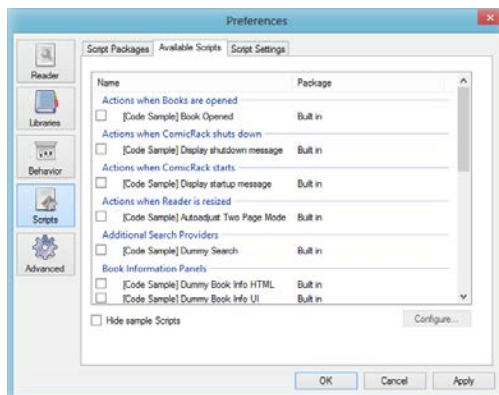 Preferences
Script Packages Available Scripts Script Settings
Reader
Libraries
Behavior
Scripts
Advanced
Name Package
Actions when Books are opened
[Code Sample] Book Opened Built in
Actions when ComicRack shuts down
[Code Sample] Display shutdown message Built in
Actions when ComicRack starts
[Code Sample] Display startup message Built in
Actions when Reader is resized
[Code Sample] Autoadjust Two Page Mode Built in
Additional Search Providers
[Code Sample] Dummy Search Built in
Book Information Panels
[Code Sample] Dummy Book Info HTML Built in
[Code Sample] Dummy Book Info UI Built in
Hide sample Scripts Configure...
OK Cancel Apply